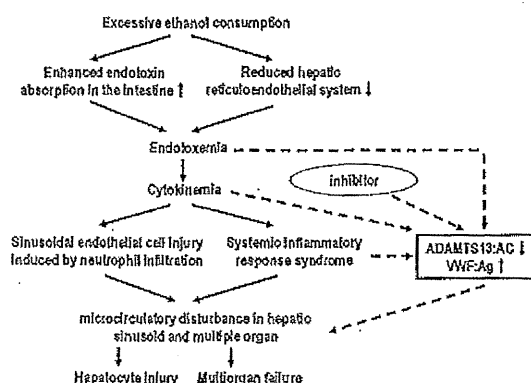 Excessive ethanol consumption
Enhanced endotoxin
absorption in the intestine ↑
Reduced hepatic
reticuloendothelial system ↓
Endotoxemia
inhibitor
Cytokinemia
Sinusoidal endothelial cell injury
induced by neutrophil infiltration
Systemic inflammatory
response syndrome
ADAMTS13:AC ↓
VWF:Ag ↑
microcirculatory disturbance in hepatic
sinusoid and multiple organ
Hepatocyte injury
Multiorgan failure